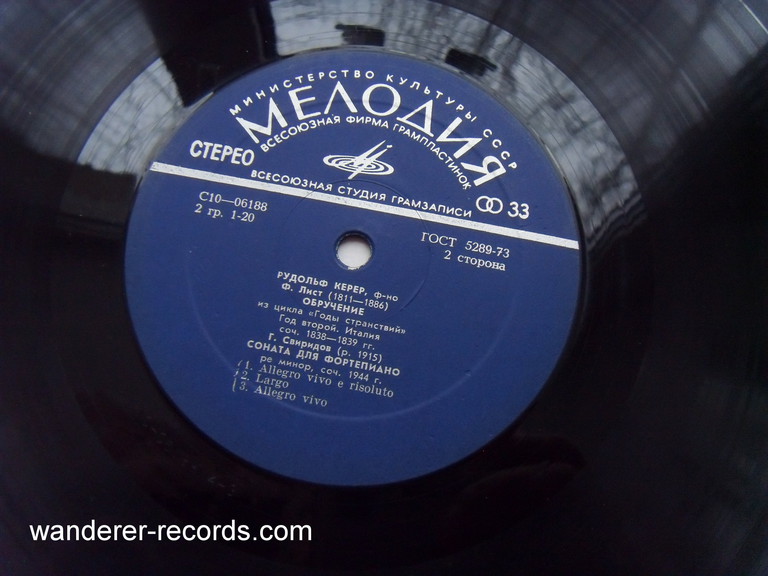 МИНИСТЕРСТВО КУЛЬТУРЫ СССР
МЕЛОДИЯ
ВСЕСОЮЗНАЯ ФИРМА ГРАМПЛАСТИНОК
СТЕРЕО
ВСЕСОЮЗНАЯ СТУДИЯ ГРАМЗАПИСИ
33
С10—06188
2 гр. 1-20
ГОСТ 5289-73
2 сторона
РУДОЛЬФ КЕРЕР, ф-но
Ф. Лист (1811—1886)
ОБРУЧЕНИЕ
из цикла «Годы странствий»
Год второй. Италия
соч. 1838—1839 гг.
Г. Свиридов (р. 1915)
СОНАТА ДЛЯ ФОРТЕПИАНО
ре минор, соч. 1944 г.
1. Allegro vivo e risoluto
2. Largo
3. Allegro vivo
wanderer-records.com